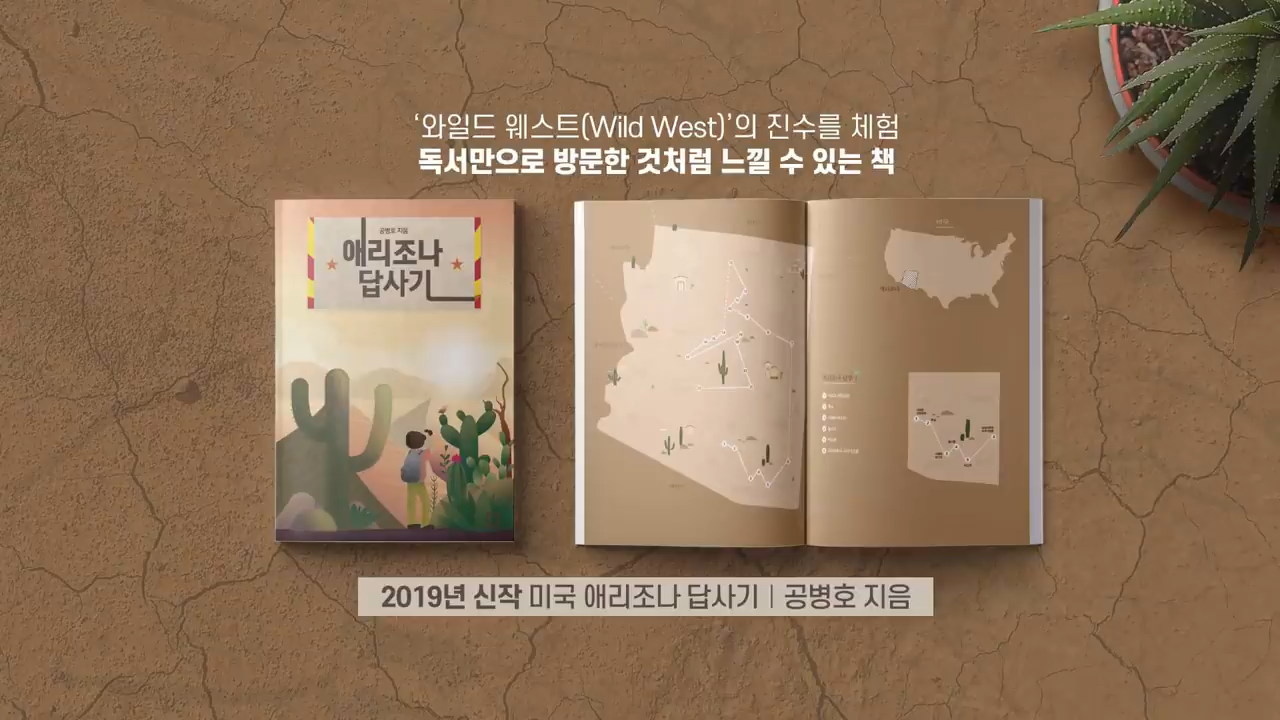 ‘와일드 웨스트(Wild West)’의 진수를 체험
독서만으로 방문한 것처럼 느낄 수 있는 책
공병호 지음
애리조나
답사기
2019년 신작 미국 애리조나 답사기 | 공병호 지음